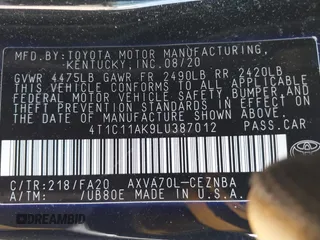 MFD.BY:TOYOTA MOTOR MANUFACTURING,
KENTUCKY,INC.08/20
GVWR 4475LB GAWR FR 2490LB RR 2420LB
THIS VEHICLE CONFORMS TO ALL APPLICABLE
FEDERAL MOTOR VEHICLE SAFETY, BUMPER, AND
THEFT PREVENTION STANDARDS IN EFFECT ON
THE DATE OF MANUFACTURE SHOWN ABOVE.
4T1C11AK9LU387012 PASS.CAR
C/TR:218/FA20 AXVA70L-CEZNBA
A/TM: /UB80E MADE IN U.S.A.
DREAMBID